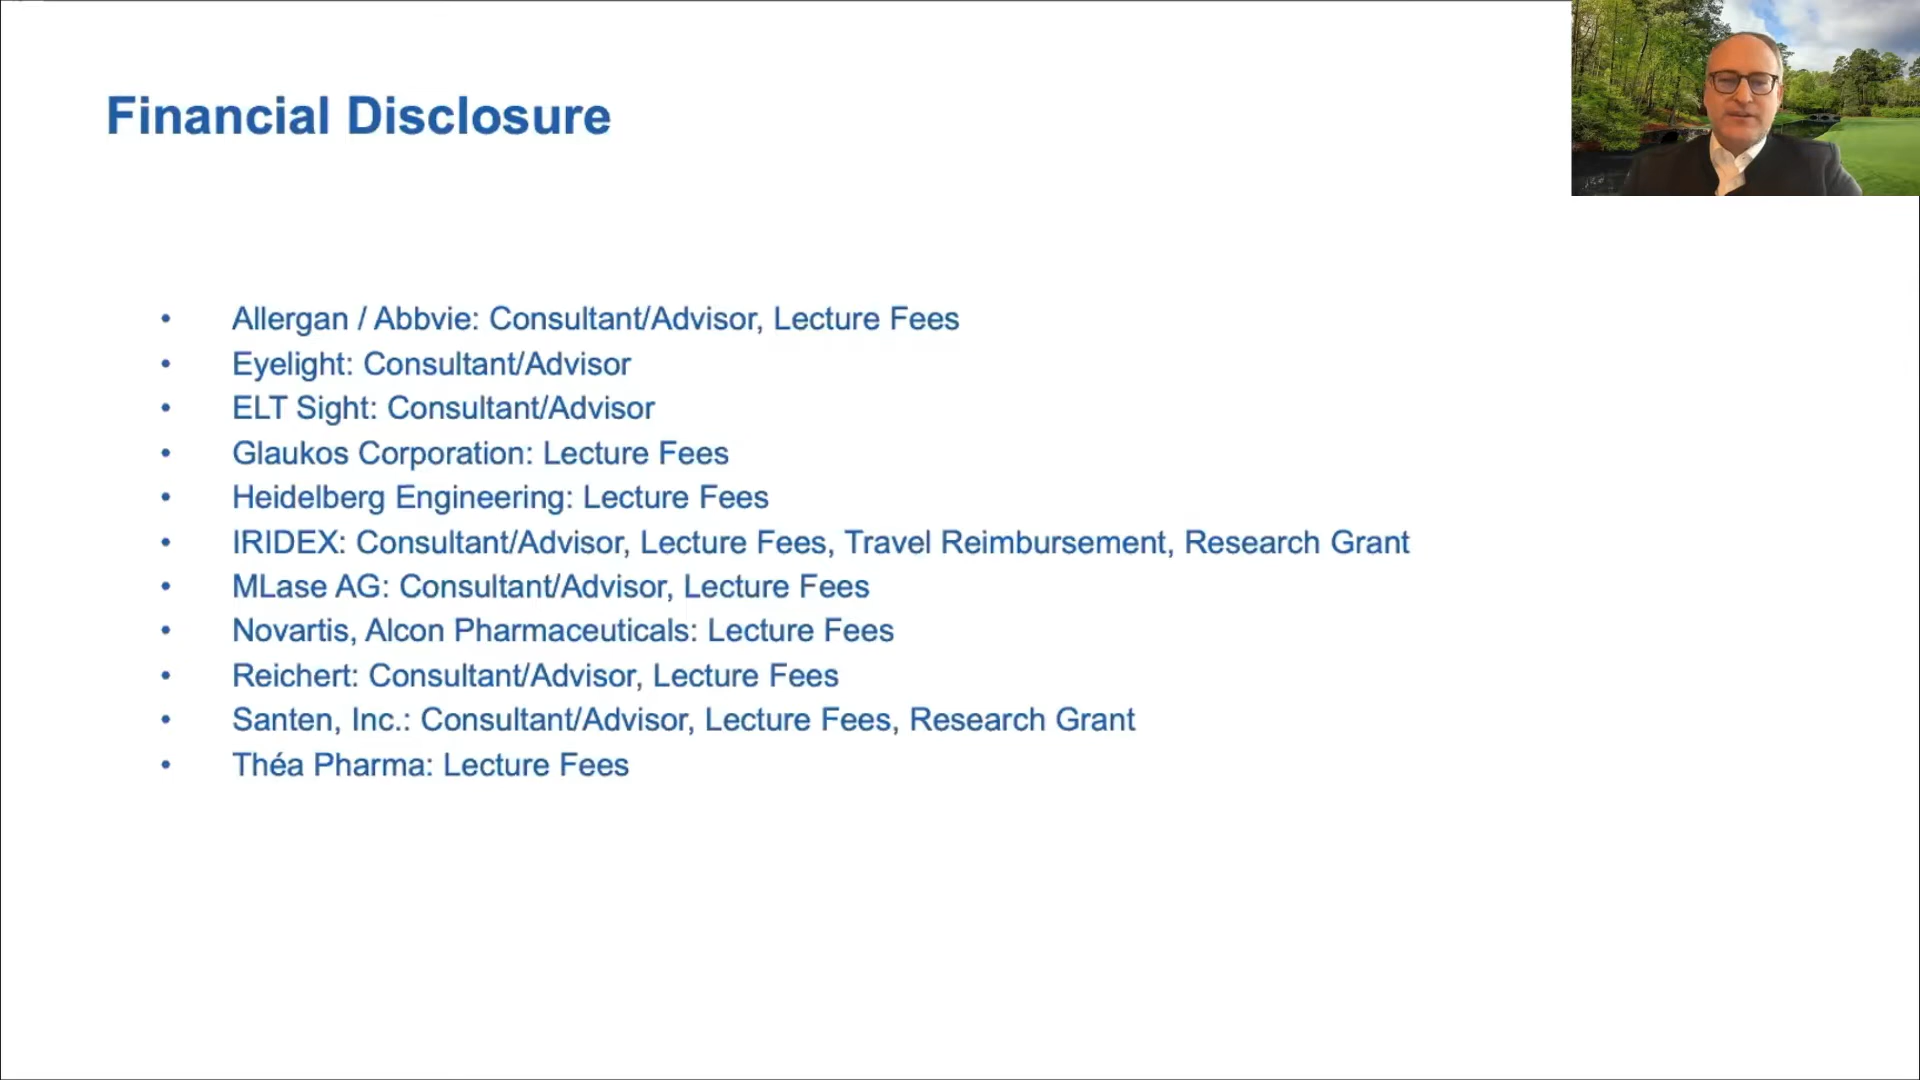 Financial Disclosure
• Allergan / Abbvie: Consultant/Advisor, Lecture Fees
• Eyelight: Consultant/Advisor
• ELT Sight: Consultant/Advisor
• Glaukos Corporation: Lecture Fees
• Heidelberg Engineering: Lecture Fees
• IRIDEX: Consultant/Advisor, Lecture Fees, Travel Reimbursement, Research Grant
• MLase AG: Consultant/Advisor, Lecture Fees
• Novartis, Alcon Pharmaceuticals: Lecture Fees
• Reichert: Consultant/Advisor, Lecture Fees
• Santen, Inc.: Consultant/Advisor, Lecture Fees, Research Grant
• Théa Pharma: Lecture Fees